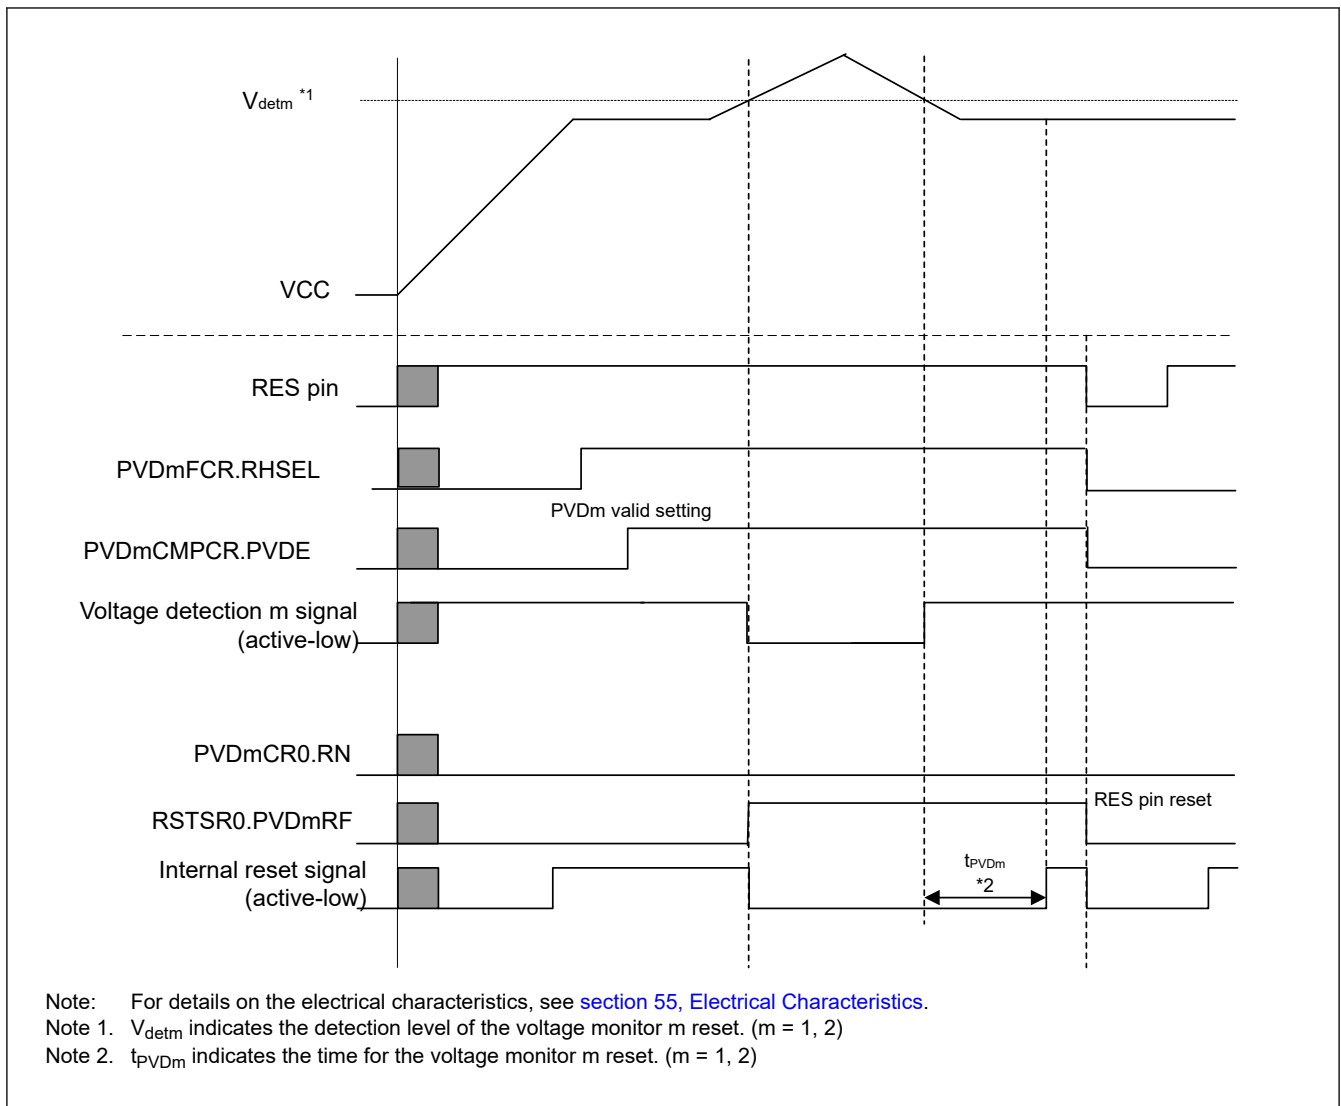 Vdetm *1
VCC
RES pin
PVDmFCR.RHSEL
PVDm valid setting
PVDmCMPCR.PVDE
Voltage detection m signal
(active-low)
PVDmCR0.RN
RES pin reset
RSTSR0.PVDmRF
Internal reset signal
(active-low)
tPVDm
*2
Note: For details on the electrical characteristics, see section 55, Electrical Characteristics.
Note 1. Vdetm indicates the detection level of the voltage monitor m reset. (m = 1, 2)
Note 2. tPVDm indicates the time for the voltage monitor m reset. (m = 1, 2)